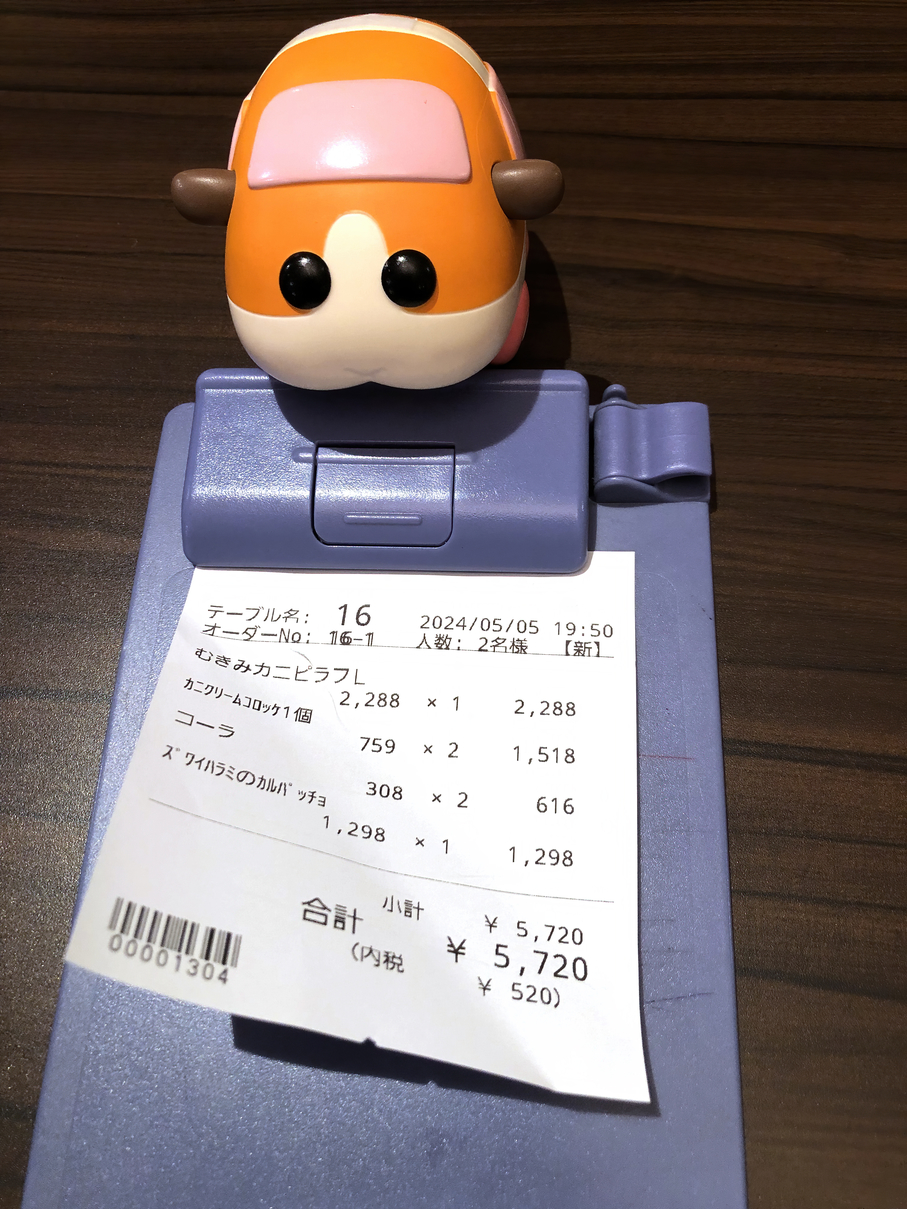 テーブル名: 16 2024/05/05 19:50
オーダーNo: 16-1 人数: 2名様 【新】
むきみカニピラフL
2,288 × 1 2,288
カニクリームコロッケ1個
759 × 2 1,518
コーラ
308 × 2 616
ズワイハラミのカルパッチョ
1,298 × 1 1,298
小計 ¥ 5,720
合計 ¥ 5,720
(内税 ¥ 520)
00001304